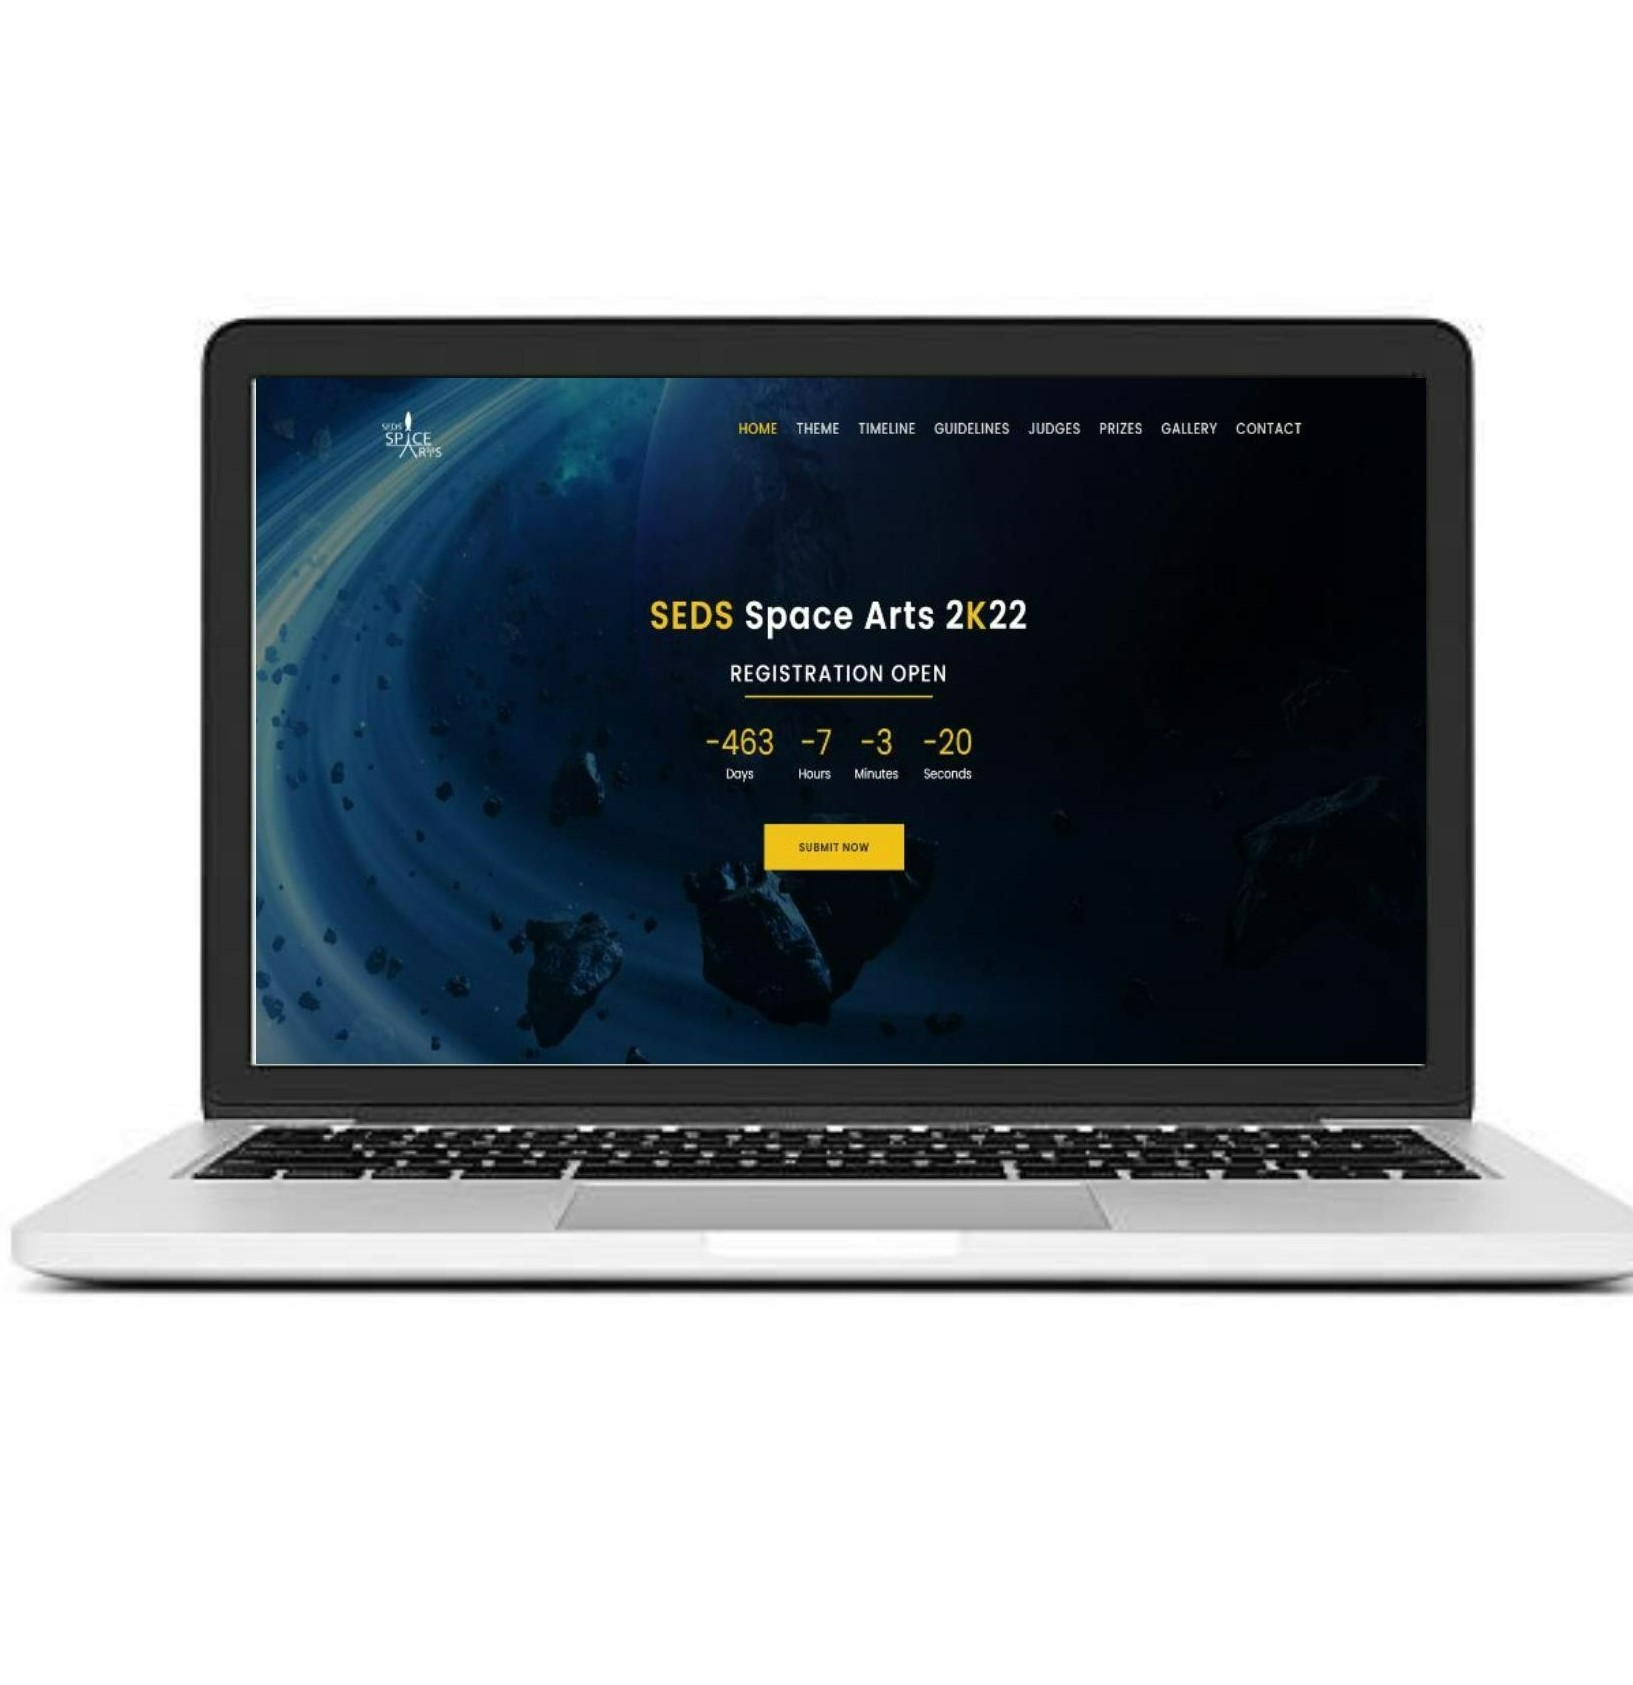 SEDS
SPACE
ARTS
HOME THEME TIMELINE GUIDELINES JUDGES PRIZES GALLERY CONTACT
SEDS Space Arts 2K22
REGISTRATION OPEN
-463 -7 -3 -20
Days Hours Minutes Seconds
SUBMIT NOW